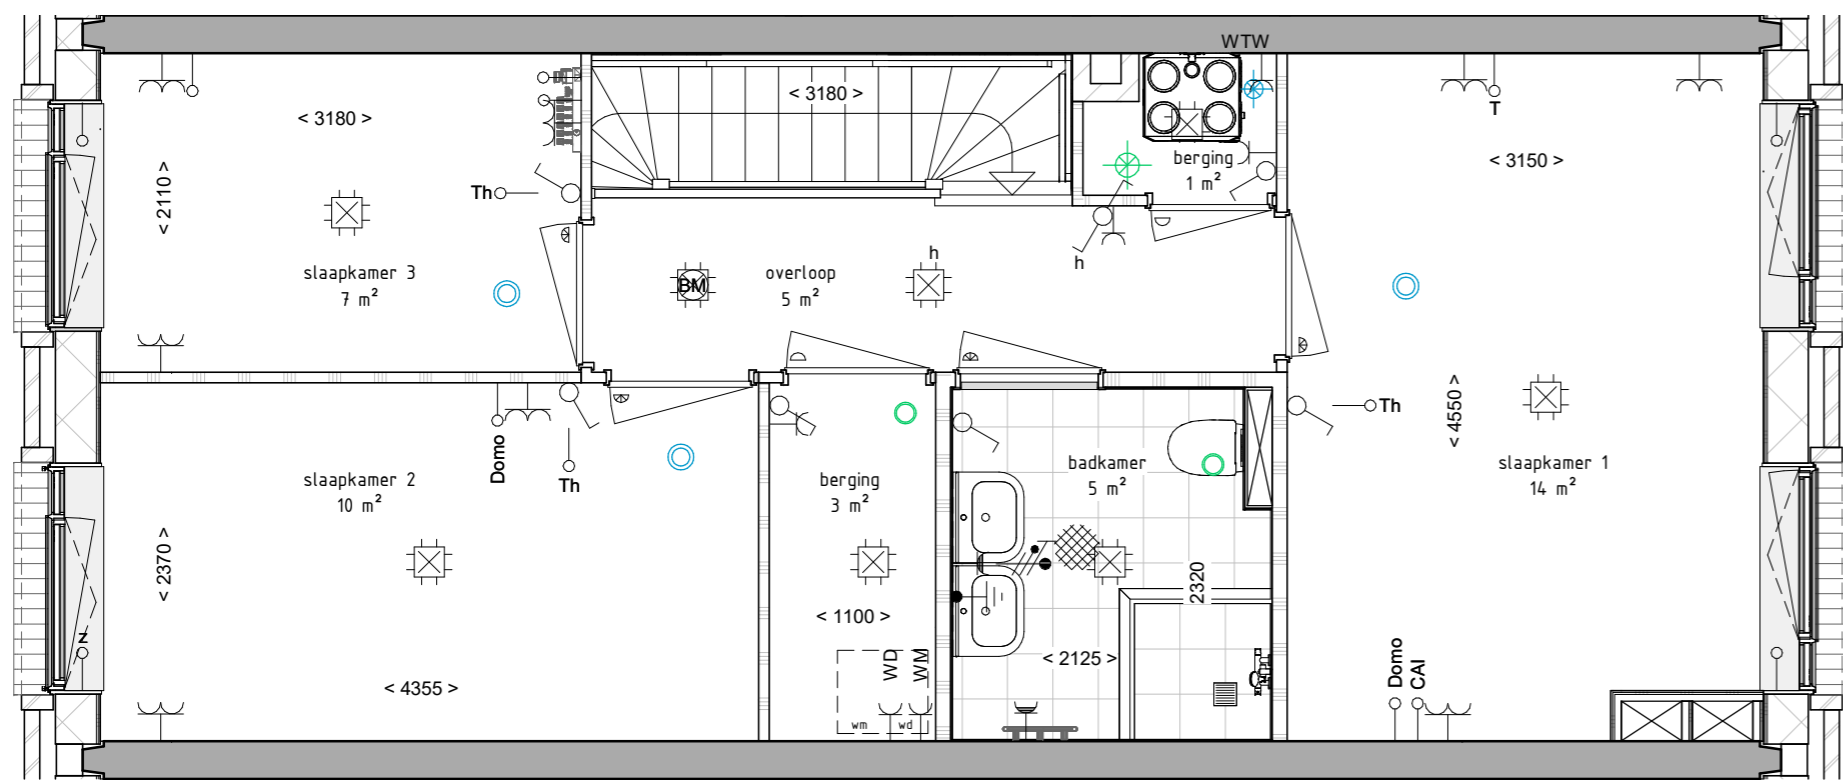 WTW
< 3180 >
< 3180 >
T
< 3150 >
berging
1 m²
< 2110 >
Th
h
h
slaapkamer 3
7 m²
BM
overloop
5 m²
Th
< 4550 >
Domo
Th
slaapkamer 2
10 m²
berging
3 m²
badkamer
5 m²
slaapkamer 1
14 m²
< 2370 >
2320
< 1100 >
z
< 2125 >
WD
WM
< 4355 >
Domo
CAI
wm
wd